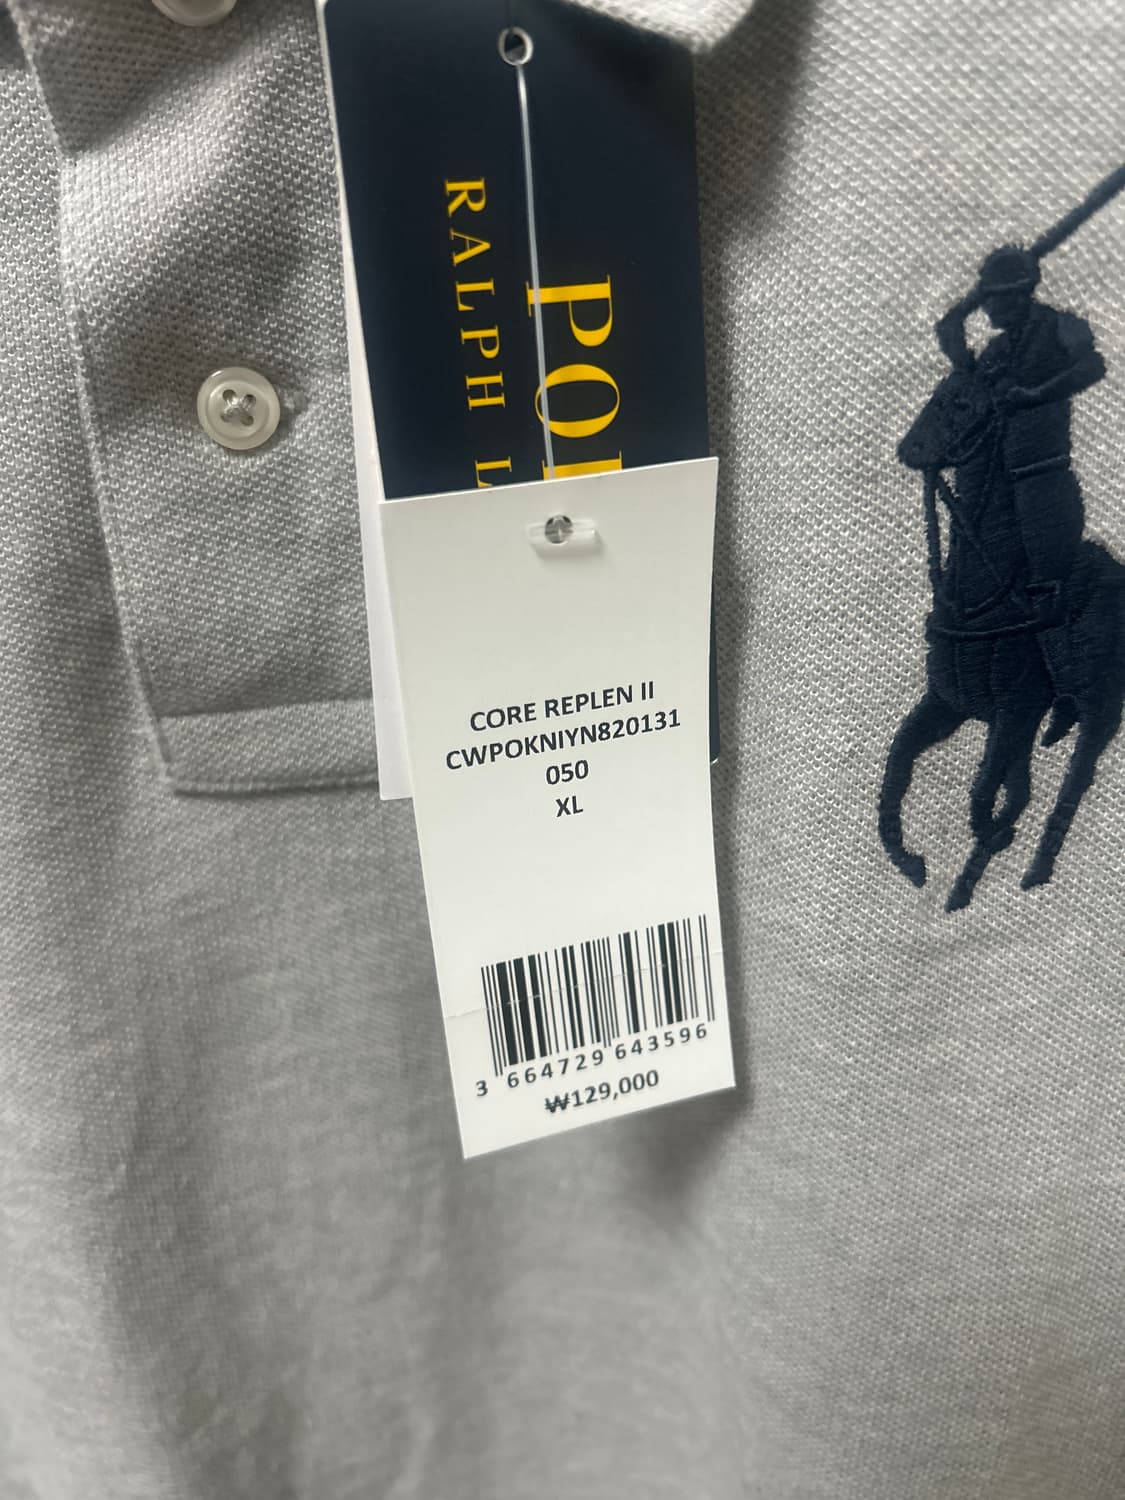 POL
RALPH L
CORE REPLEN II
CWPOKNIYN820131
050
XL
3 664729 643596
₩129,000